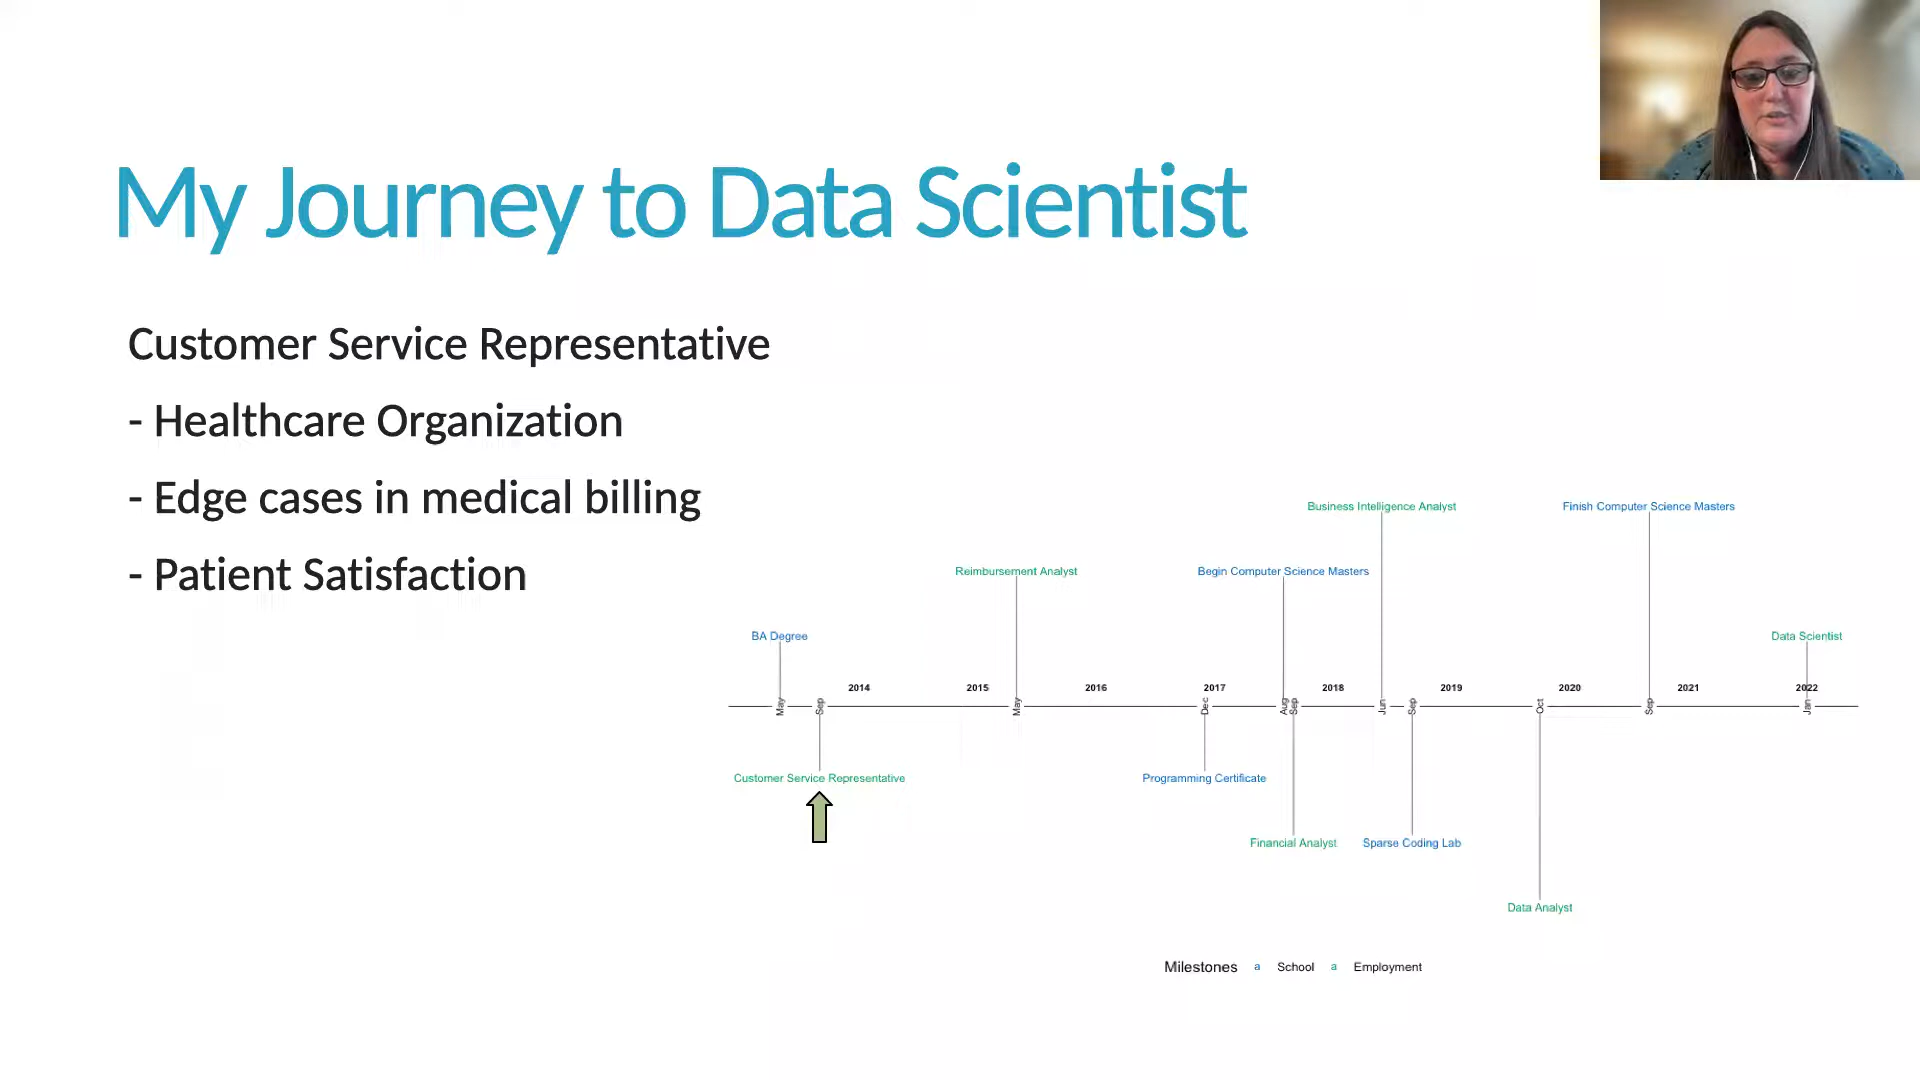 My Journey to Data Scientist
Customer Service Representative
- Healthcare Organization
- Edge cases in medical billing
- Patient Satisfaction
Business Intelligence Analyst
Finish Computer Science Masters
Reimbursement Analyst
Begin Computer Science Masters
BA Degree
Data Scientist
2014 2015 2016 2017 2018 2019 2020 2021 2022
May Sep May Dec Aug Sep Jun Sep Oct Sep Jan
Customer Service Representative
Programming Certificate
Financial Analyst
Sparse Coding Lab
Data Analyst
Milestones a School a Employment